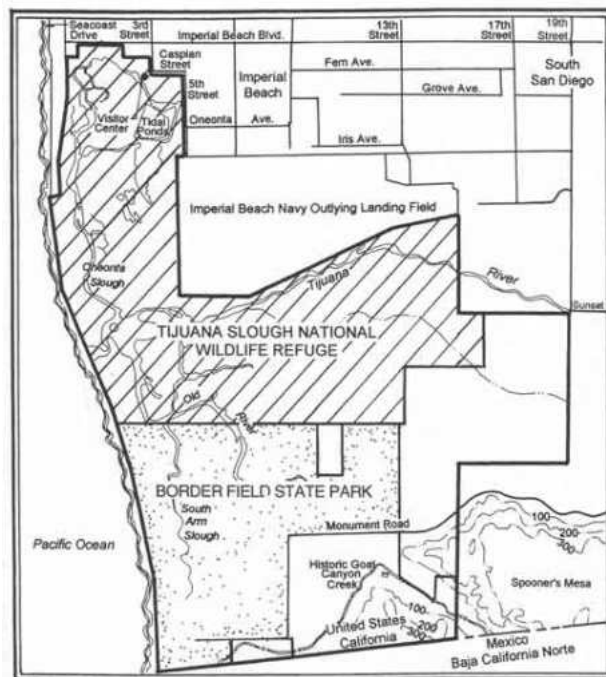 Seacoast Drive
3rd Street
Imperial Beach Blvd.
13th Street
17th Street
19th Street
Caspian Street
5th Street
Imperial Beach
Fern Ave.
Grove Ave.
South San Diego
Visitor Center
Tidal Ponds
Oneonta Ave.
Iris Ave.
Imperial Beach Navy Outlying Landing Field
Oneonta Slough
Tijuana River
Sunset
TIJUANA SLOUGH NATIONAL
WILDLIFE REFUGE
Old River
BORDER FIELD STATE PARK
South
Arm
Slough
Monument Road
100
200
300
Pacific Ocean
Historic Goat
Canyon
Creek
Spooner's Mesa
100
200
300
United States
California
Mexico
Baja California Norte